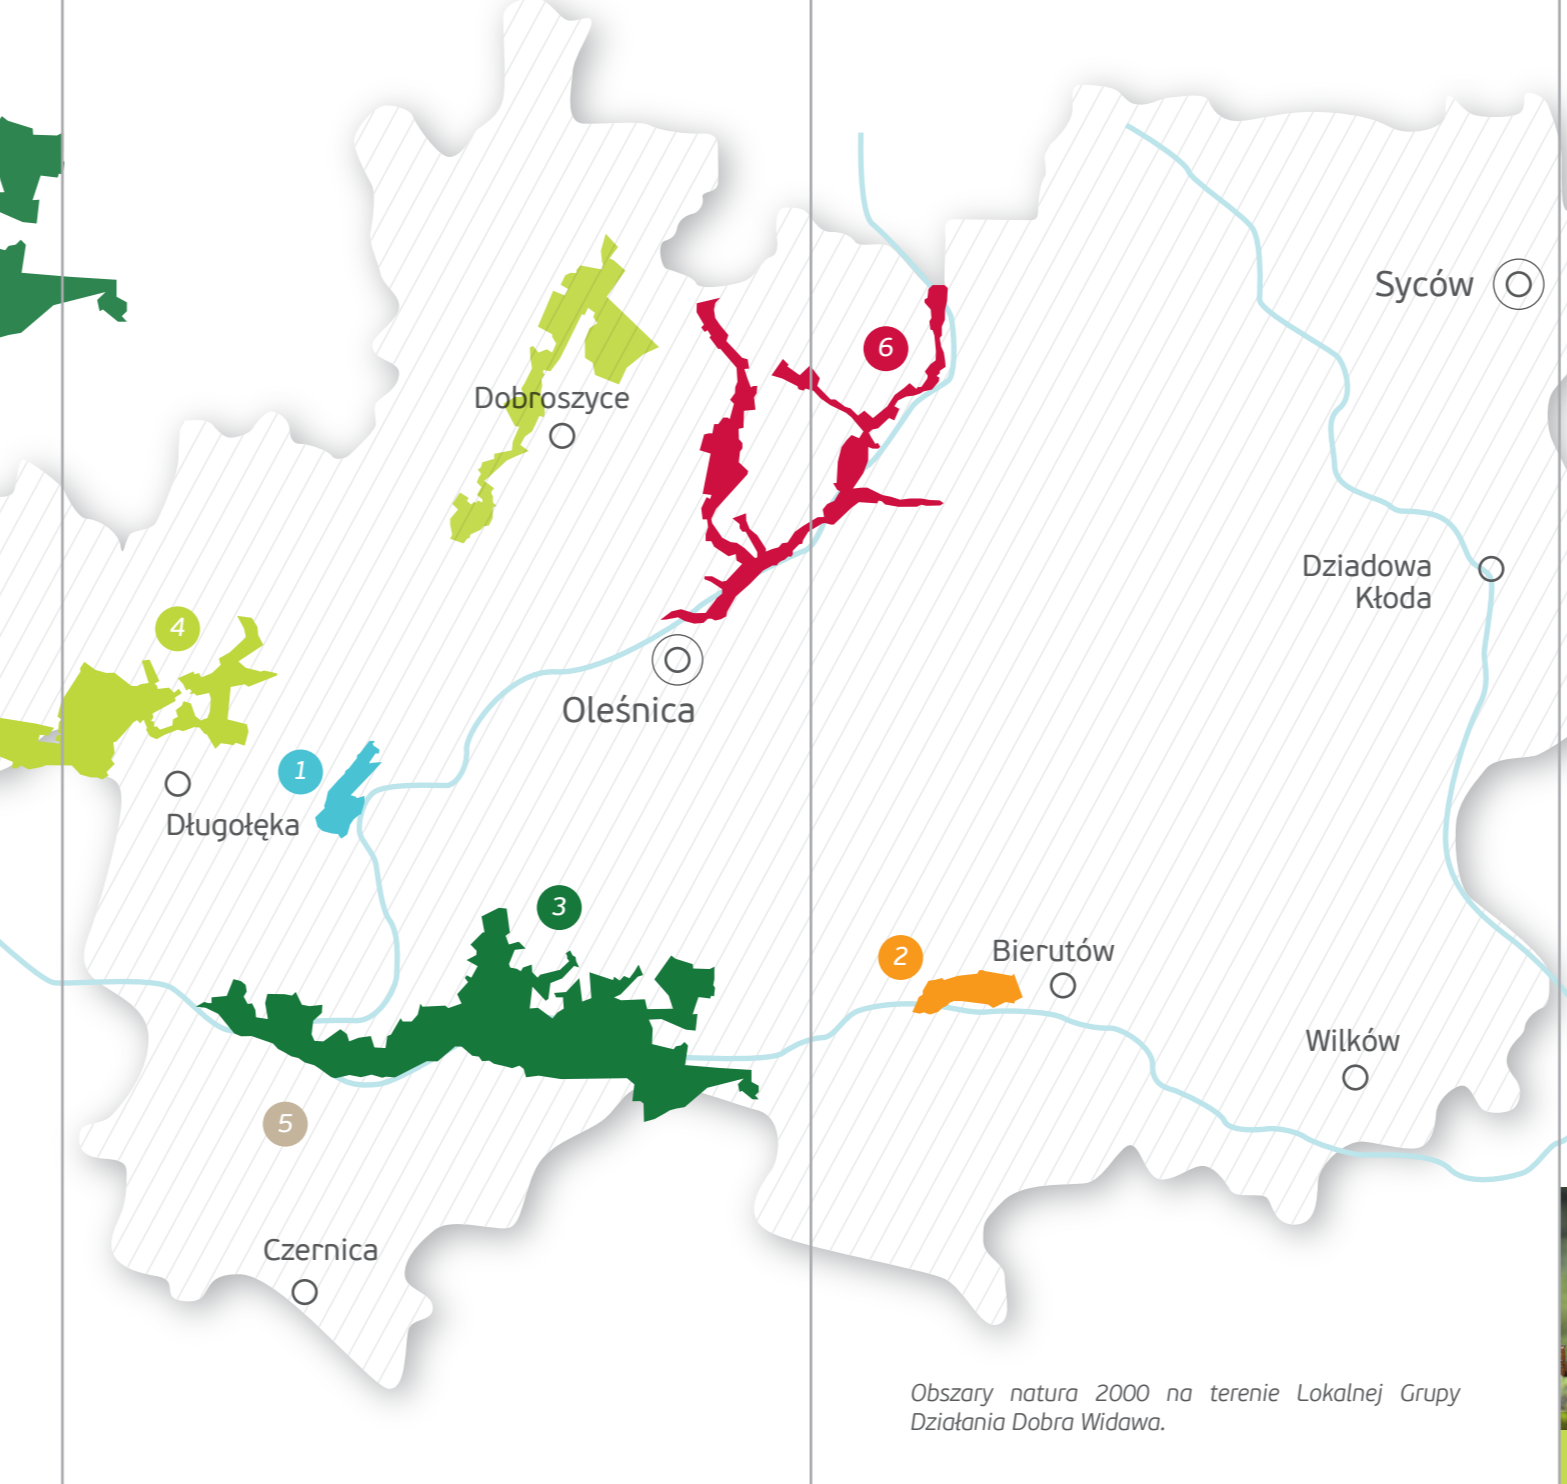 Syców
6
Dobroszyce
Dziadowa
Kłoda
4
Oleśnica
1
Długołęka
3
2
Bierutów
Wilków
5
Czernica
Obszary natura 2000 na terenie Lokalnej Grupy
Działania Dobra Widawa.